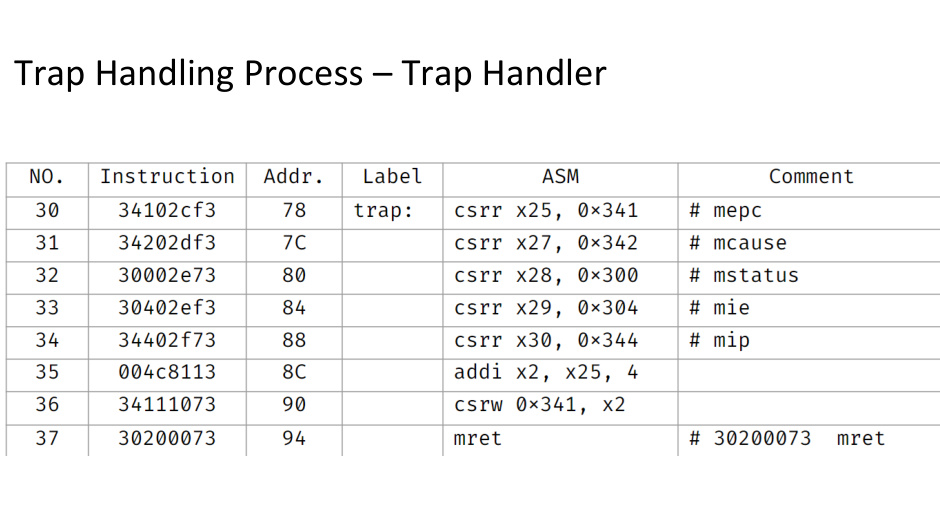 Trap Handling Process – Trap Handler
NO. Instruction Addr. Label ASM Comment
30 34102cf3 78 trap: csrr x25, 0×341 # mepc
31 34202df3 7C csrr x27, 0×342 # mcause
32 30002e73 80 csrr x28, 0×300 # mstatus
33 30402ef3 84 csrr x29, 0×304 # mie
34 34402f73 88 csrr x30, 0×344 # mip
35 004c8113 8C addi x2, x25, 4
36 34111073 90 csrw 0×341, x2
37 30200073 94 mret # 30200073 mret